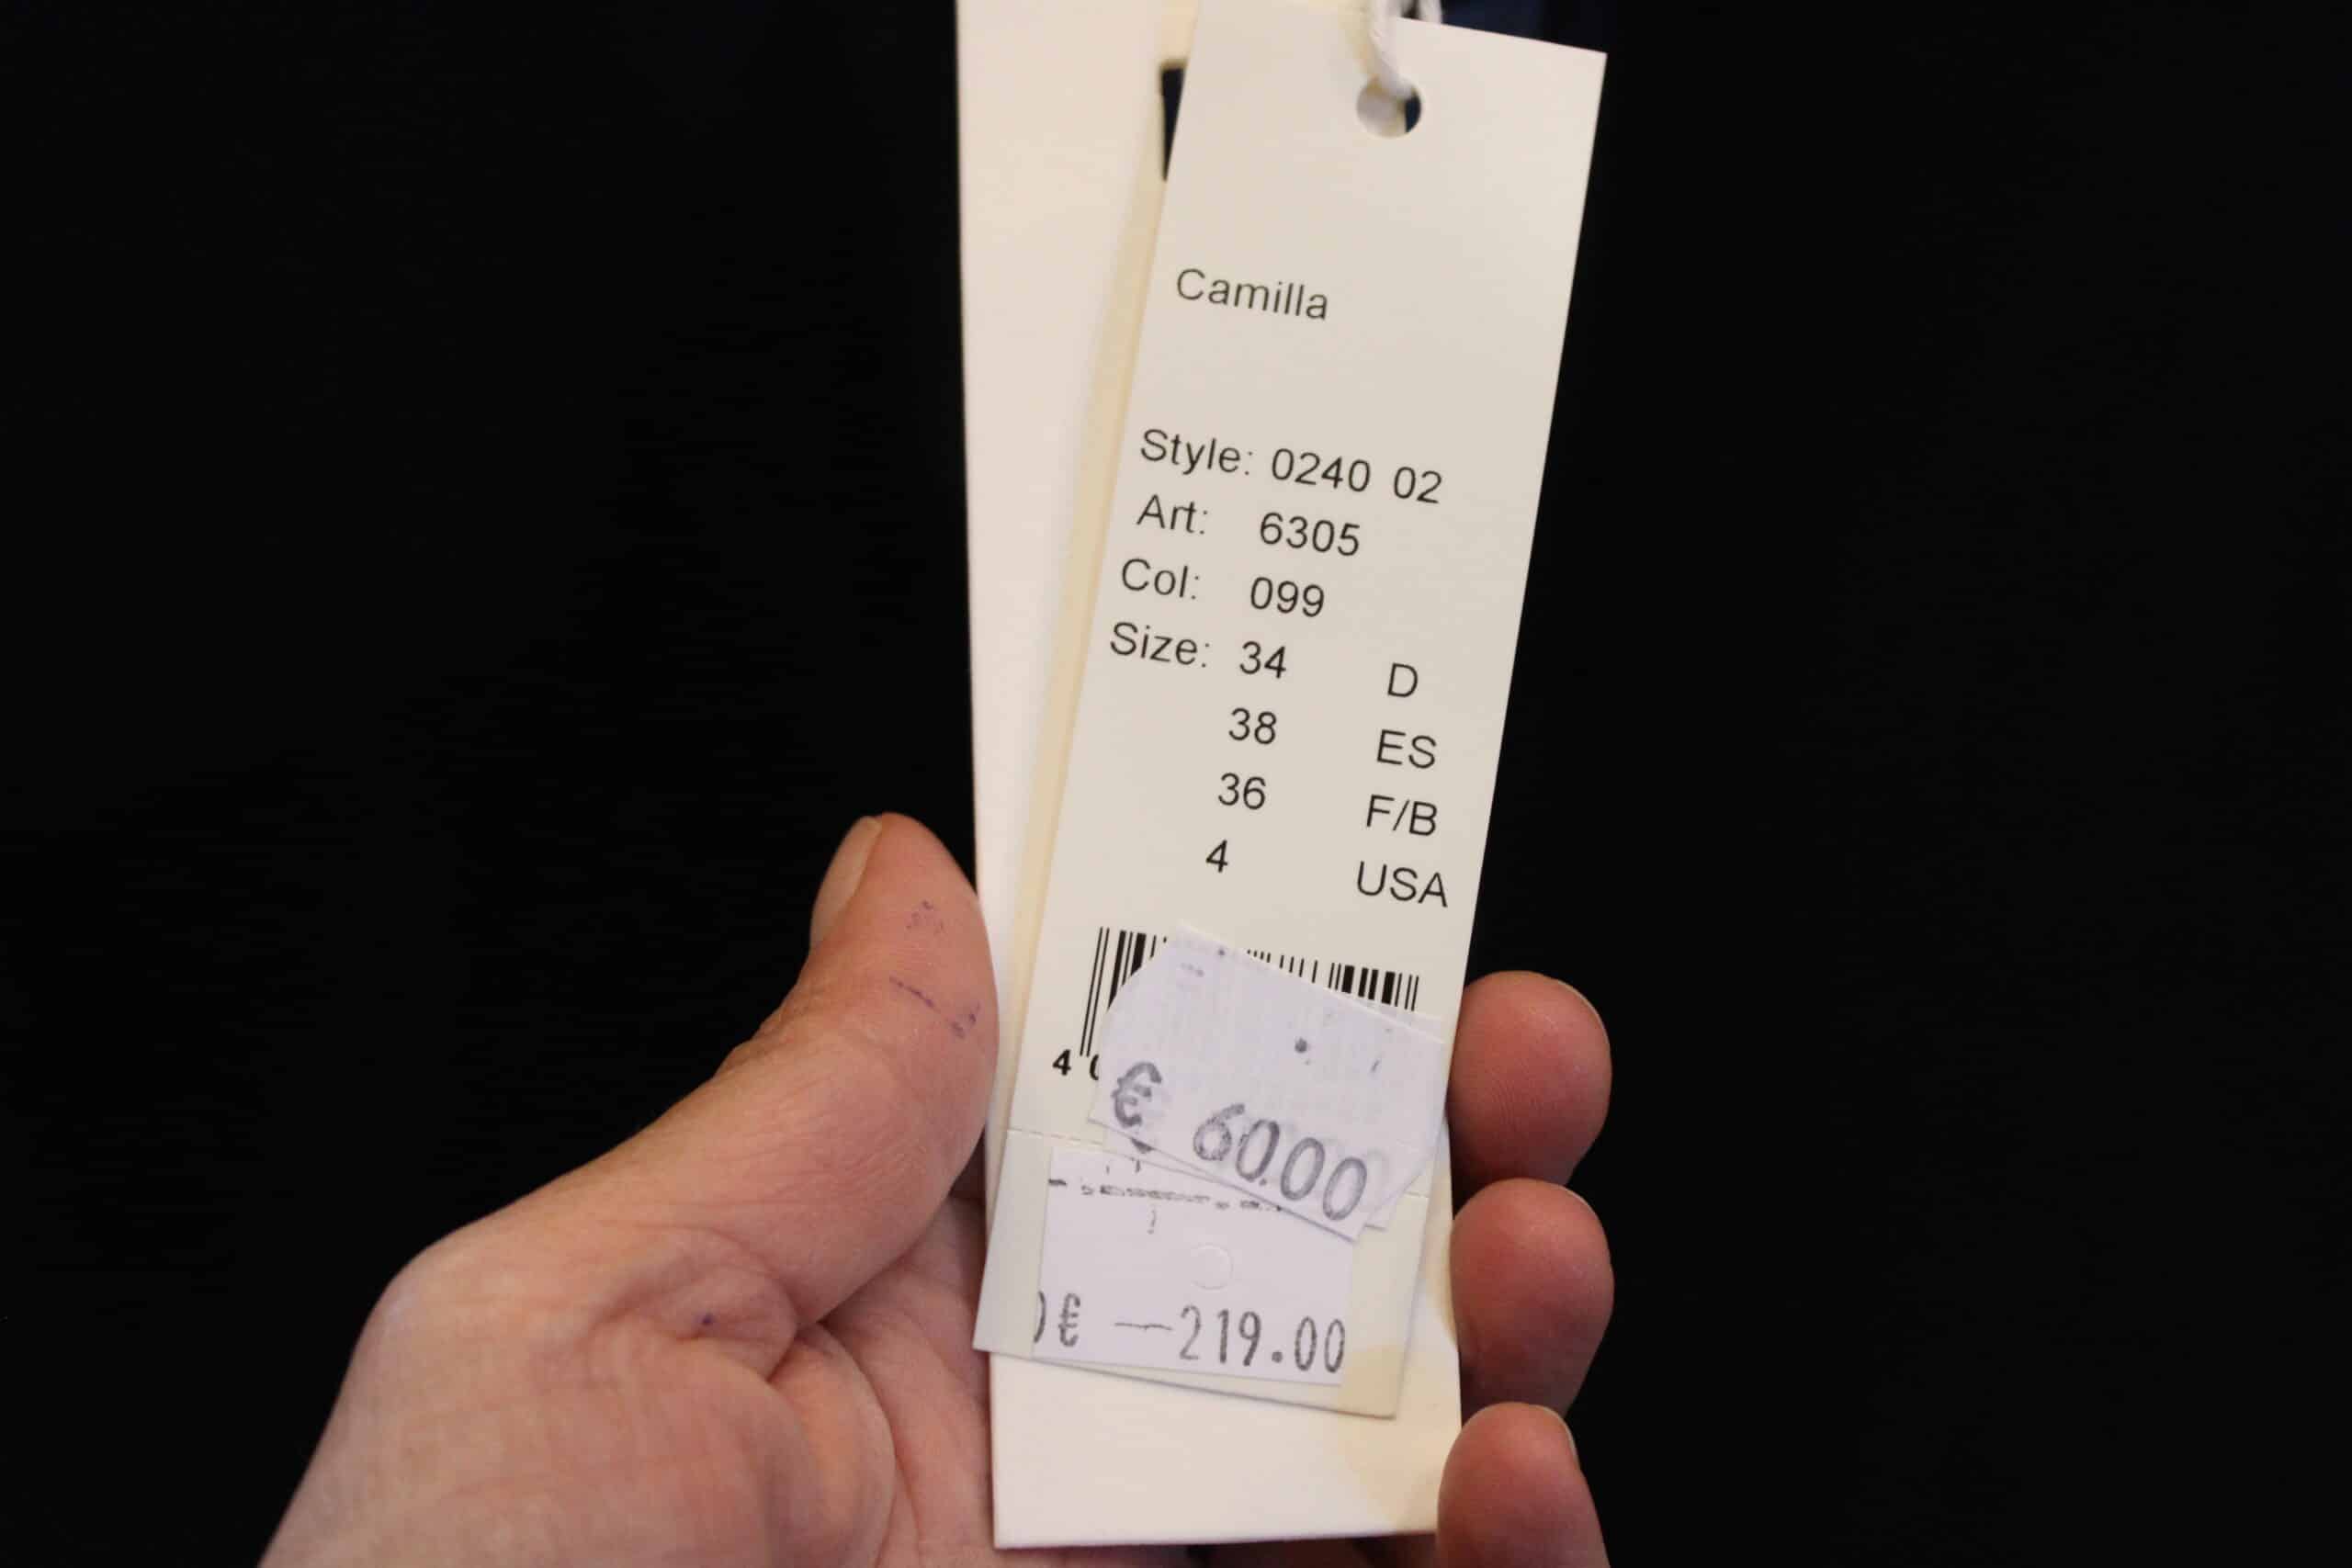 Camilla
Style: 0240 02
Art: 6305
Col: 099
Size: 34 D
38 ES
36 F/B
4 USA
4
€ 60.00
€ —219.00